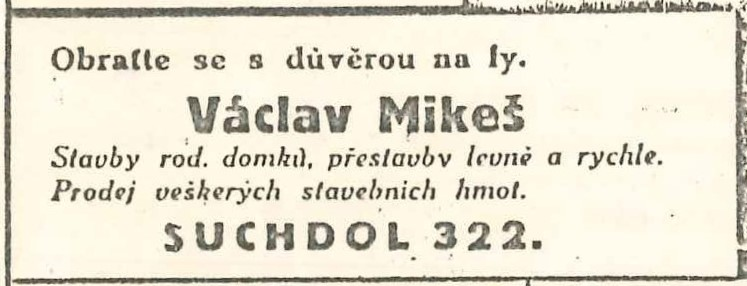 Obraťte se s důvěrou na fy.
Václav Mikeš
Stavby rod. domků, přestavby levně a rychle.
Prodej veškerých stavebních hmot.
SUCHDOL 322.